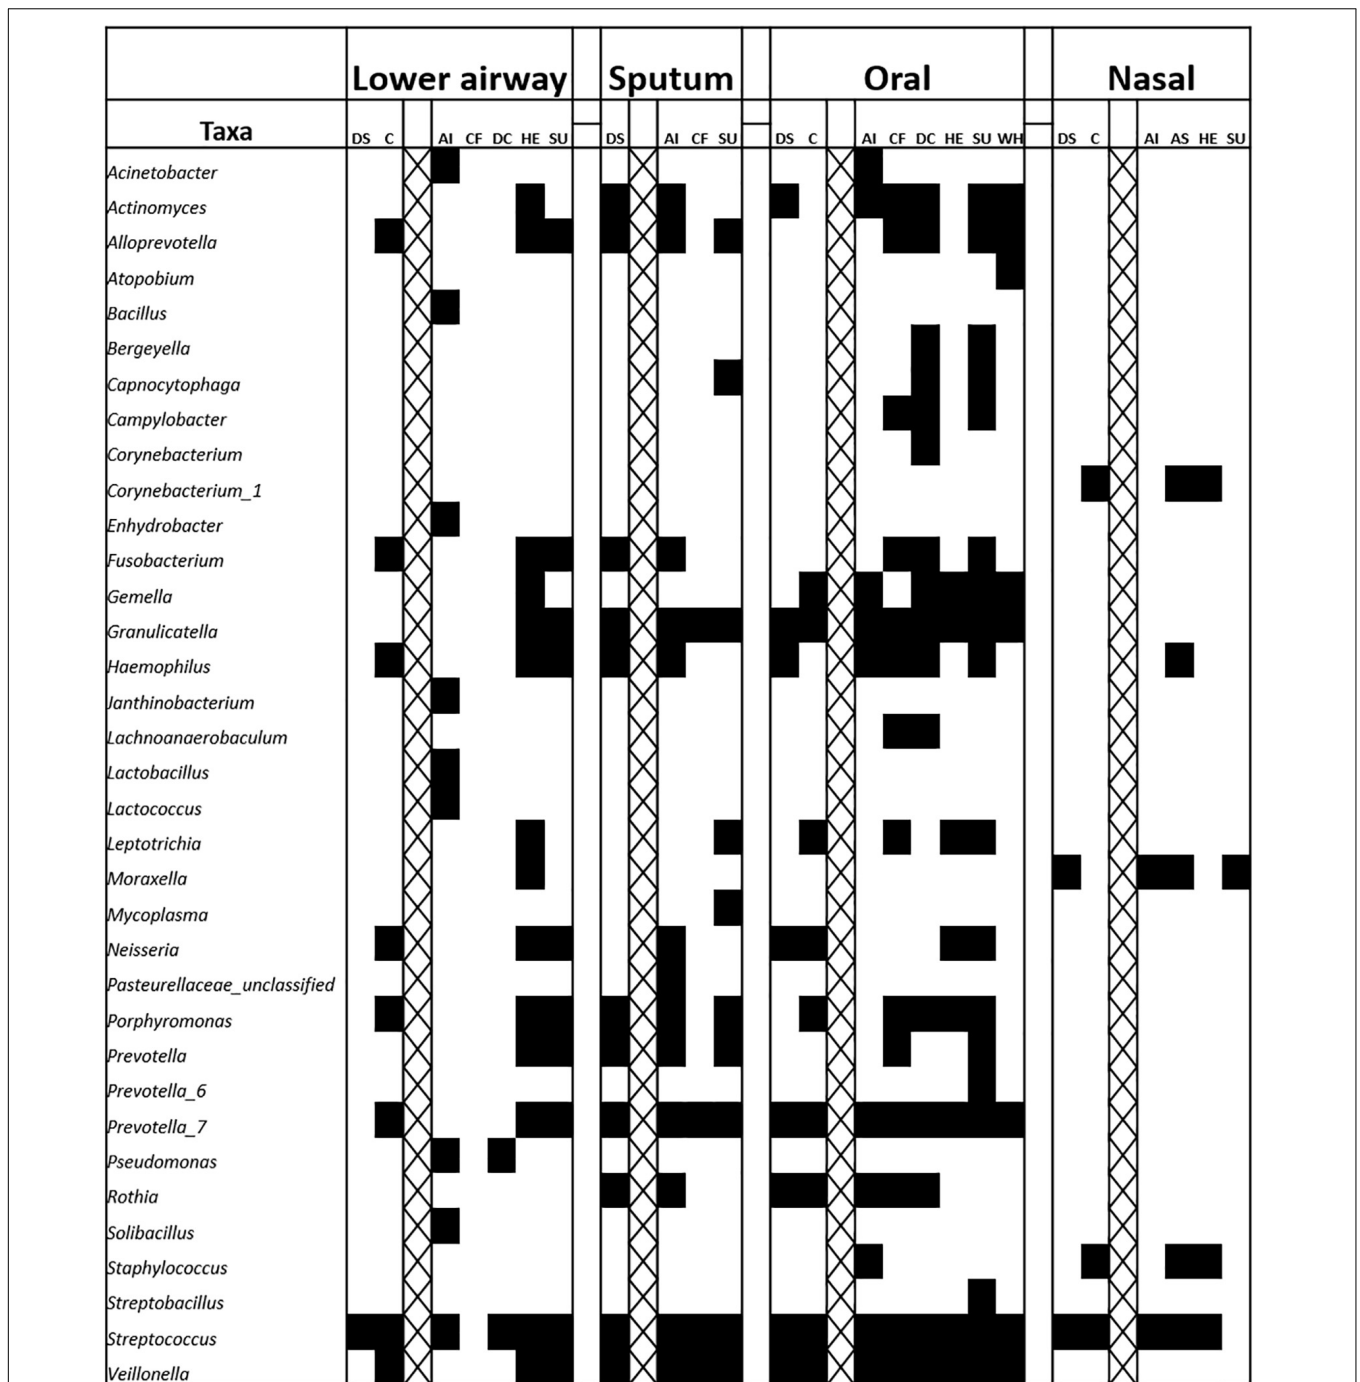 Lower airway Sputum Oral Nasal
Taxa DS C AI CF DC HE SU DS AI CF SU DS C AI CF DC HE SU WH DS C AI AS HE SU
Acinetobacter
Actinomyces
Alloprevotella
Atopobium
Bacillus
Bergeyella
Capnocytophaga
Campylobacter
Corynebacterium
Corynebacterium_1
Enhydrobacter
Fusobacterium
Gemella
Granulicatella
Haemophilus
Janthinobacterium
Lachnoanaerobaculum
Lactobacillus
Lactococcus
Leptotrichia
Moraxella
Mycoplasma
Neisseria
Pasteurellaceae_unclassified
Porphyromonas
Prevotella
Prevotella_6
Prevotella_7
Pseudomonas
Rothia
Solibacillus
Staphylococcus
Streptobacillus
Streptococcus
Veillonella